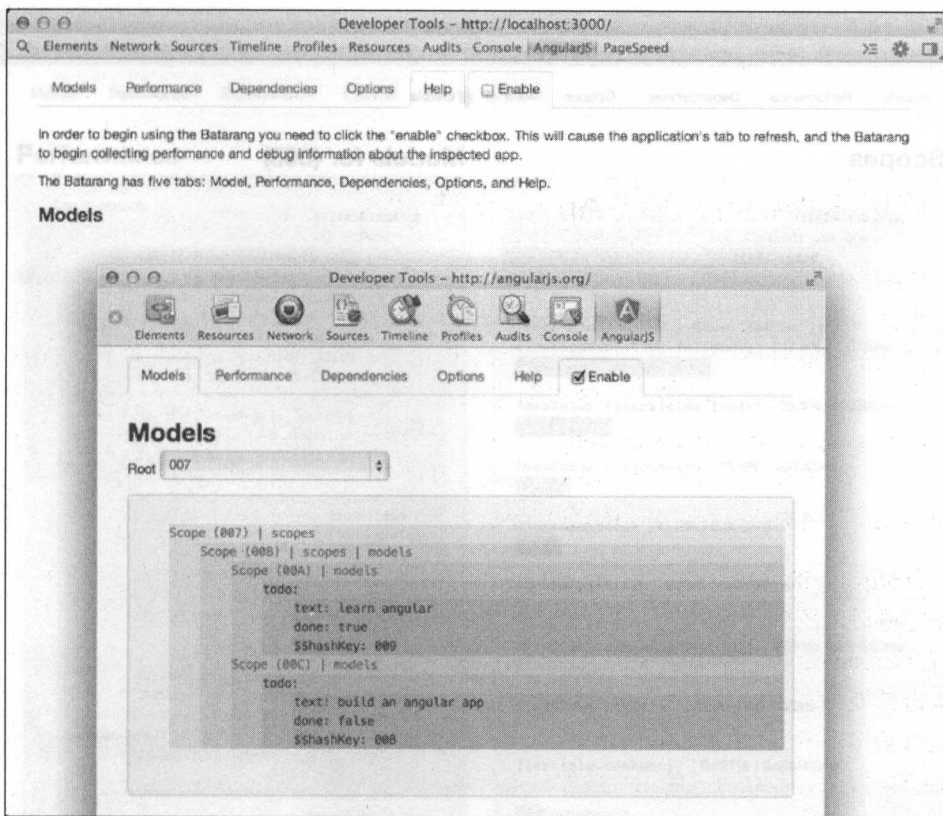 Developer Tools - http://localhost:3000/
Elements Network Sources Timeline Profiles Resources Audits Console AngularJS PageSpeed
Models Performance Dependencies Options Help Enable
In order to begin using the Batarang you need to click the "enable" checkbox. This will cause the application's tab to refresh, and the Batarang
to begin collecting perfomance and debug information about the inspected app.
The Batarang has five tabs: Model, Performance, Dependencies, Options, and Help.
Models
Developer Tools - http://angularjs.org/
Elements Resources Network Sources Timeline Profiles Audits Console AngularJS
Models Performance Dependencies Options Help Enable
Models
Root 007
Scope (007) | scopes
Scope (008) | scopes | models
Scope (00A) | models
todo:
text: learn angular
done: true
$$hashKey: 009
Scope (00C) | models
todo:
text: build an angular app
done: false
$$hashKey: 00B